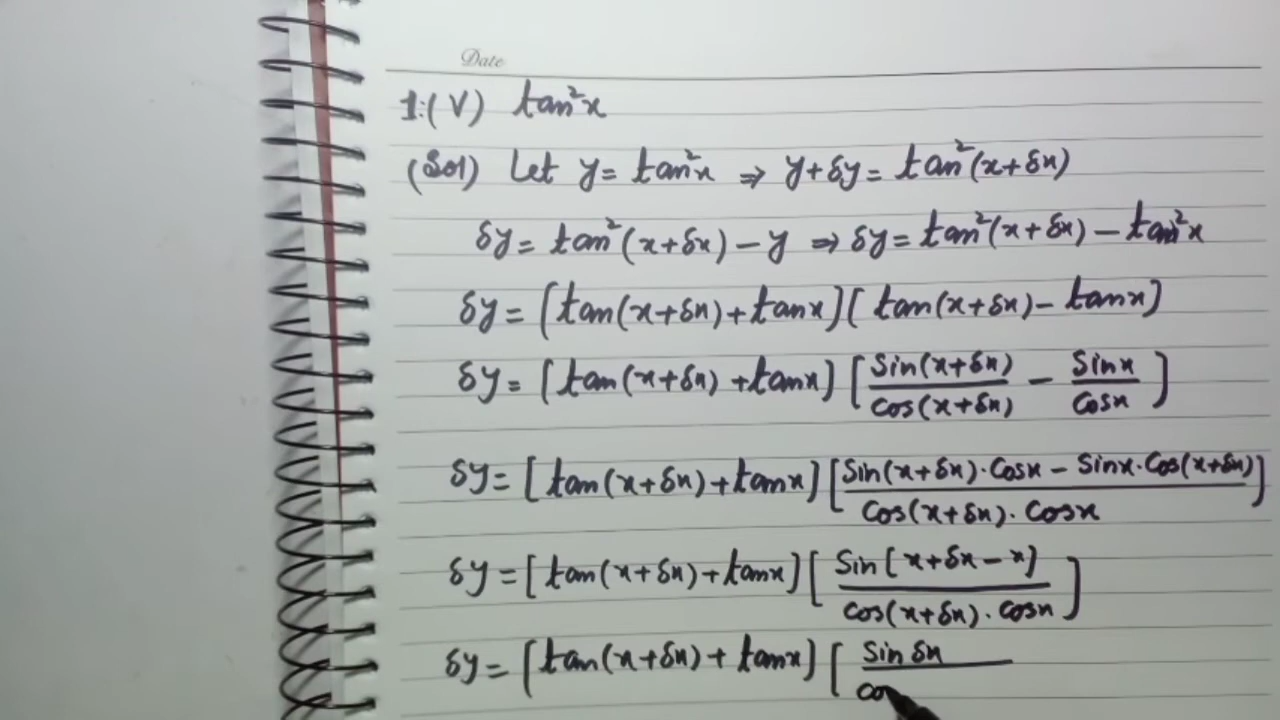 Date
1:(V) tan²x
(Sol) Let y = tan²x ⇒ y+δy = tan²(x+δx)
δy = tan²(x+δx) − y ⇒ δy = tan²(x+δx) − tan²x
δy = [tan(x+δx)+tanx][tan(x+δx) − tanx]
δy = [tan(x+δx)+tanx][Sin(x+δx)/Cos(x+δx) − Sinx/Cosx]
δy = [tan(x+δx)+tanx][Sin(x+δx)·Cosx − Sinx·Cos(x+δx)/Cos(x+δx)·Cosx]
δy = [tan(x+δx)+tanx][Sin[x+δx−x]/Cos(x+δx)·Cosx]
δy = [tan(x+δx)+tanx][Sin δx/Co